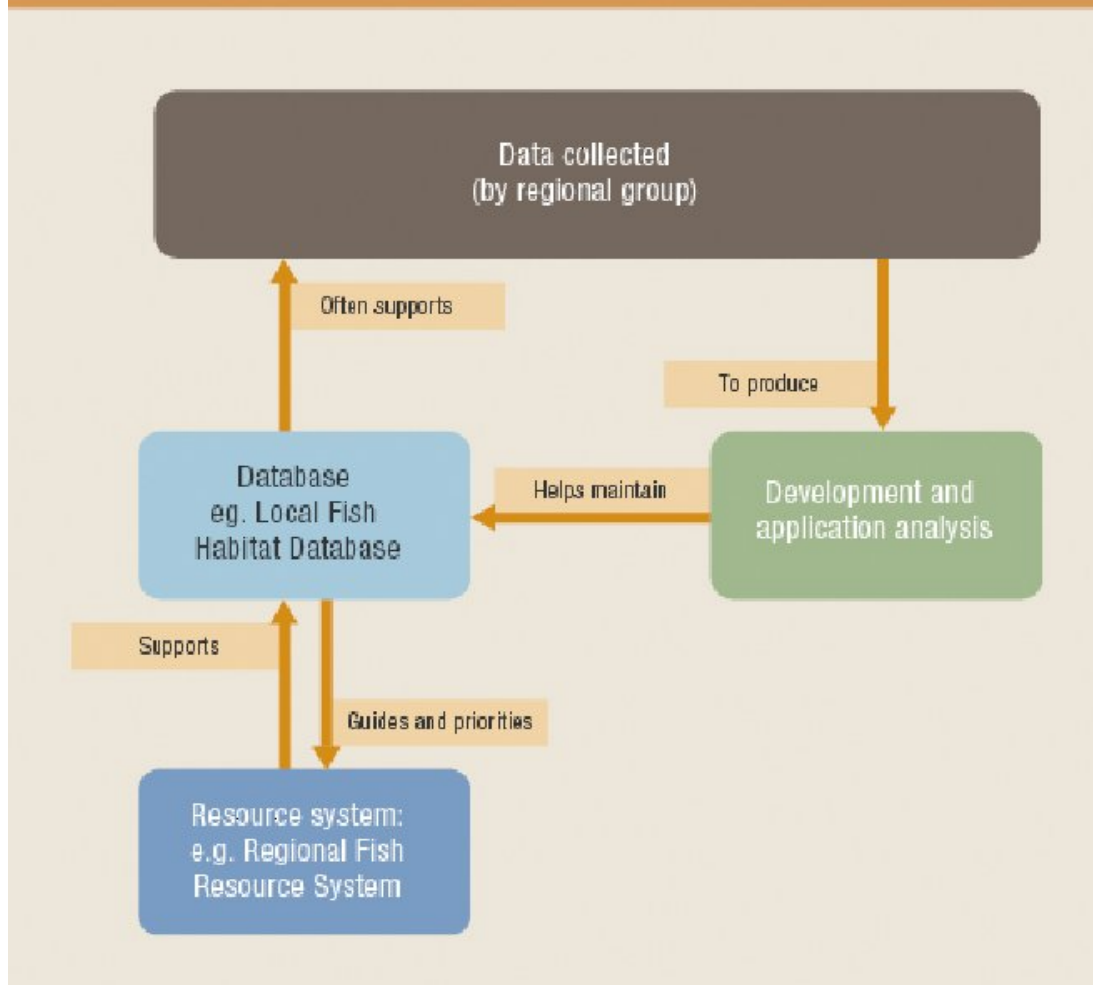 Data collected
(by regional group)
Often supports
To produce
Database
eg. Local Fish
Habitat Database
Helps maintain
Development and
application analysis
Supports
Guides and priorities
Resource system:
e.g. Regional Fish
Resource System